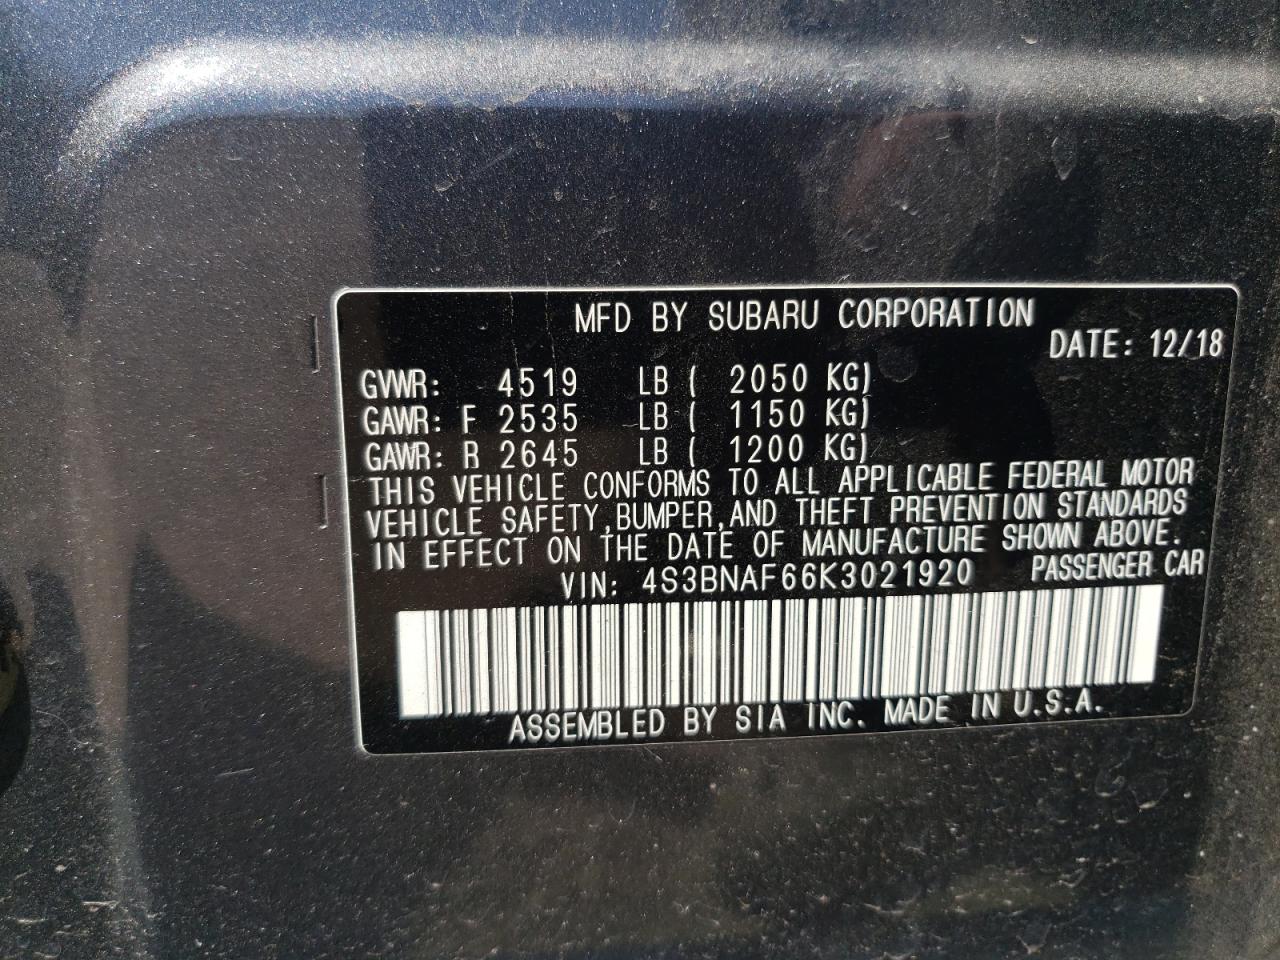 MFD BY SUBARU CORPORATION
DATE: 12/18
GVWR: 4519 LB ( 2050 KG)
GAWR: F 2535 LB ( 1150 KG)
GAWR: R 2645 LB ( 1200 KG)
THIS VEHICLE CONFORMS TO ALL APPLICABLE FEDERAL MOTOR
VEHICLE SAFETY,BUMPER,AND THEFT PREVENTION STANDARDS
IN EFFECT ON THE DATE OF MANUFACTURE SHOWN ABOVE.
VIN: 4S3BNAF66K3021920 PASSENGER CAR
ASSEMBLED BY SIA INC. MADE IN U.S.A.